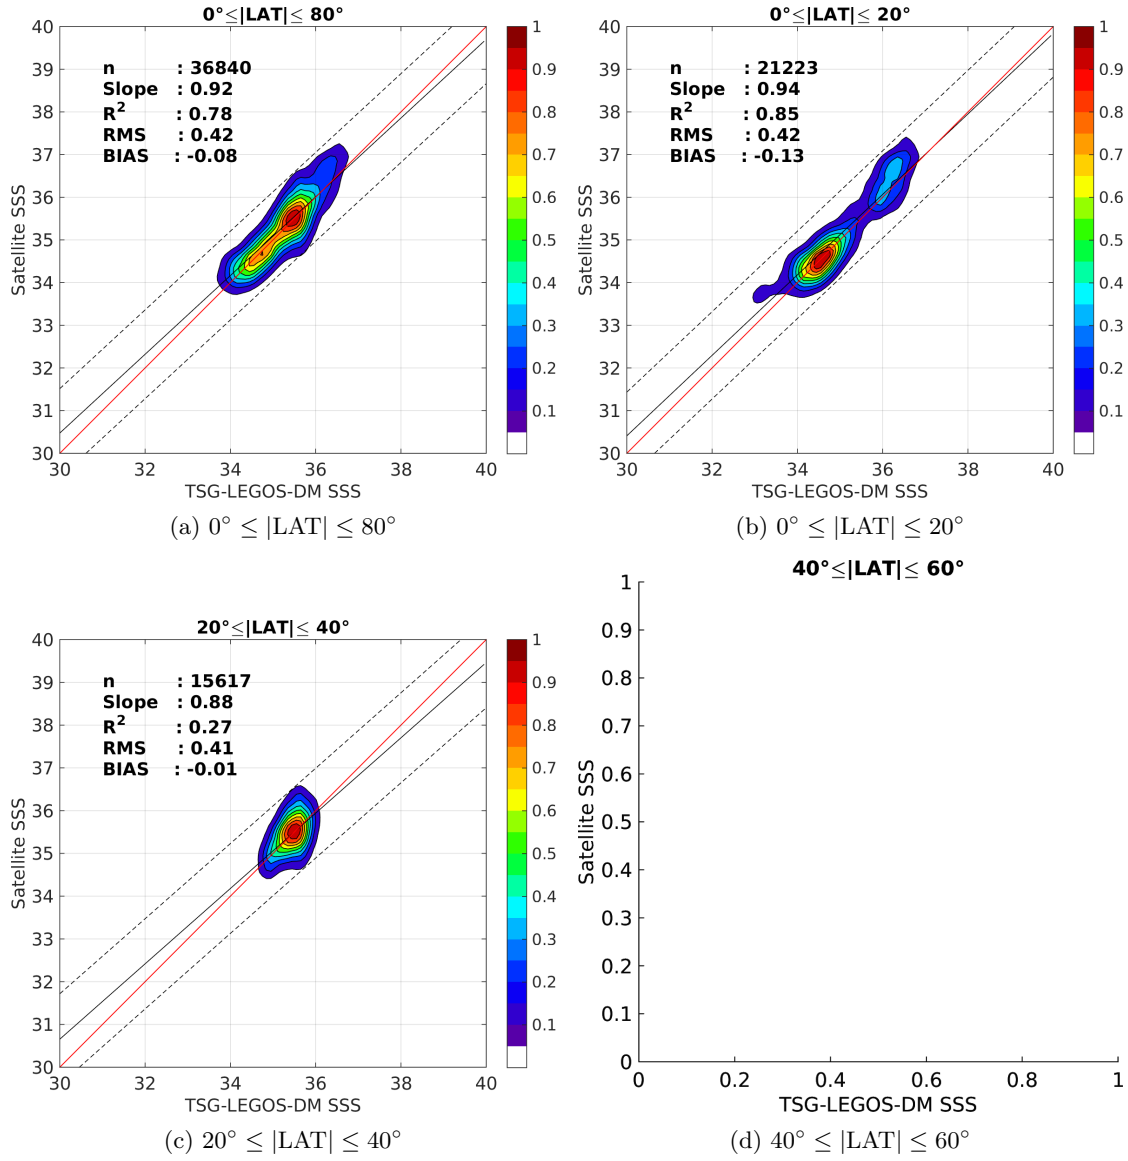 0°≤|LAT|≤ 80°
n : 36840
Slope : 0.92
R² : 0.78
RMS : 0.42
BIAS : -0.08
Satellite SSS
40
39
38
37
36
35
34
33
32
31
30
30 32 34 36 38 40
TSG-LEGOS-DM SSS
1
0.9
0.8
0.7
0.6
0.5
0.4
0.3
0.2
0.1
(a) 0° ≤ |LAT| ≤ 80°
0°≤|LAT|≤ 20°
n : 21223
Slope : 0.94
R² : 0.85
RMS : 0.42
BIAS : -0.13
Satellite SSS
40
39
38
37
36
35
34
33
32
31
30
30 32 34 36 38 40
TSG-LEGOS-DM SSS
1
0.9
0.8
0.7
0.6
0.5
0.4
0.3
0.2
0.1
(b) 0° ≤ |LAT| ≤ 20°
20°≤|LAT|≤ 40°
n : 15617
Slope : 0.88
R² : 0.27
RMS : 0.41
BIAS : -0.01
Satellite SSS
40
39
38
37
36
35
34
33
32
31
30
30 32 34 36 38 40
TSG-LEGOS-DM SSS
1
0.9
0.8
0.7
0.6
0.5
0.4
0.3
0.2
0.1
(c) 20° ≤ |LAT| ≤ 40°
40°≤|LAT|≤ 60°
Satellite SSS
1
0.9
0.8
0.7
0.6
0.5
0.4
0.3
0.2
0.1
0
0 0.2 0.4 0.6 0.8 1
TSG-LEGOS-DM SSS
(d) 40° ≤ |LAT| ≤ 60°